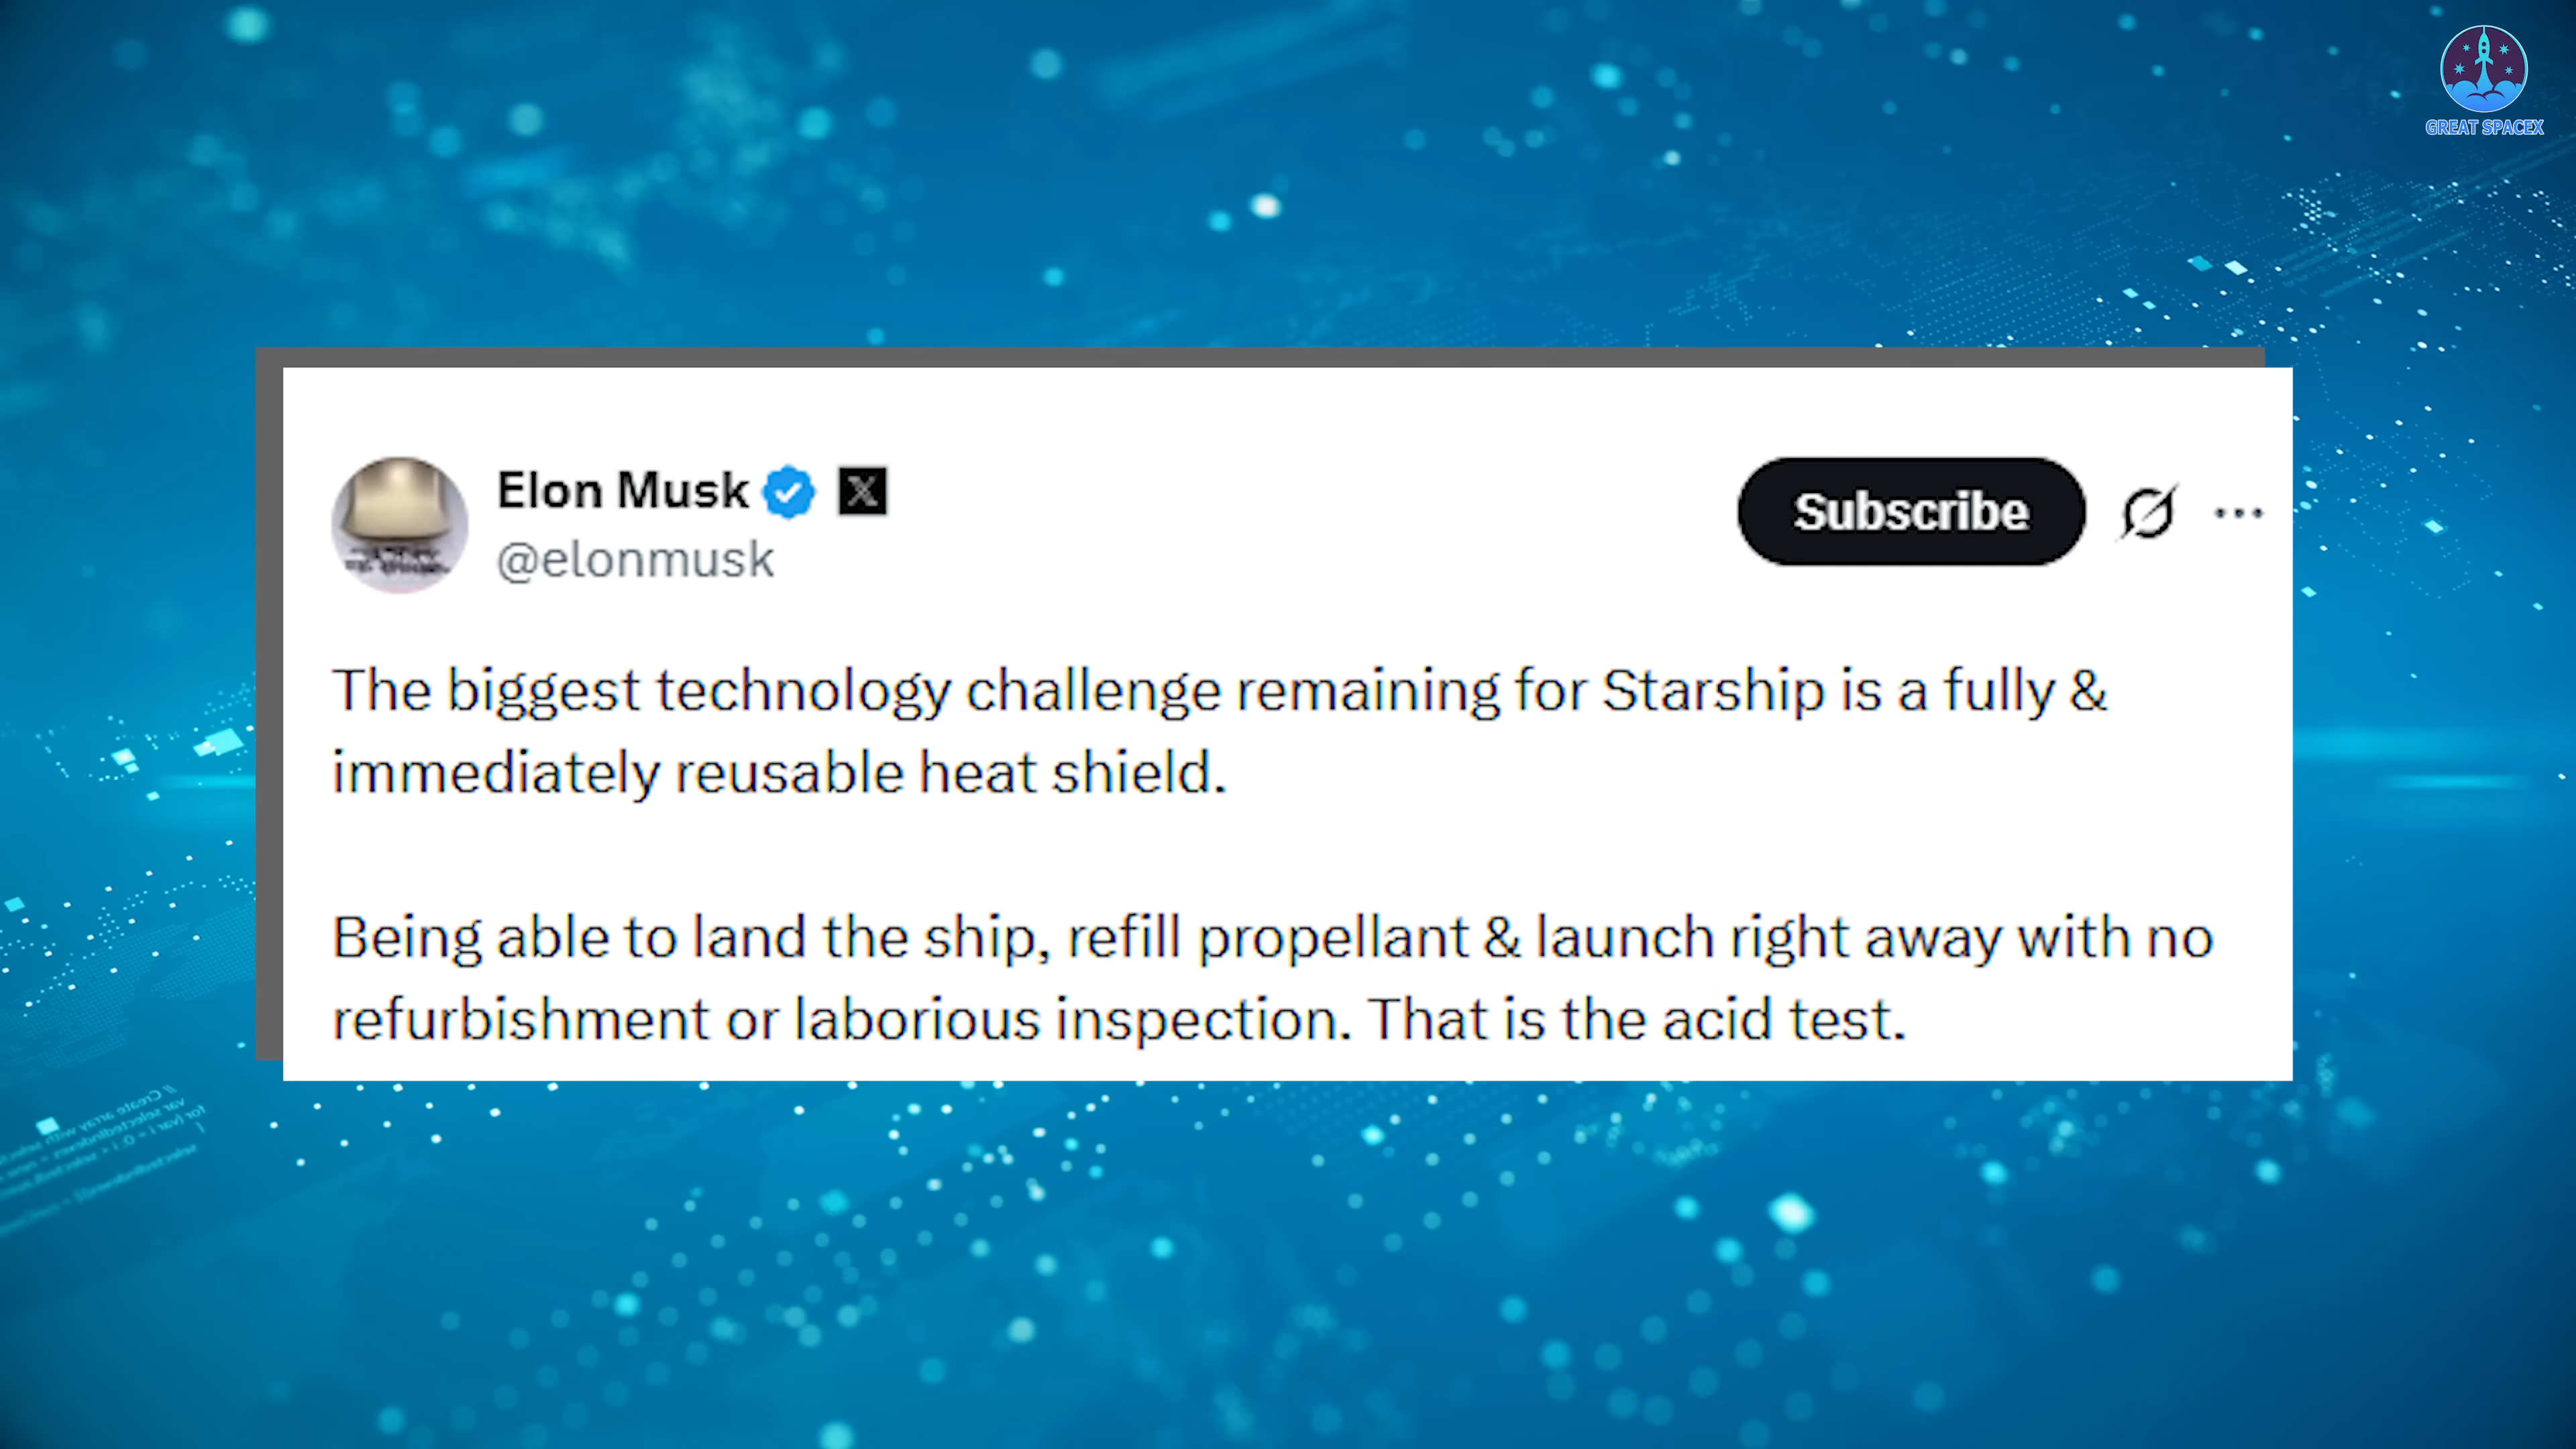 GREAT SPACEX
Elon Musk
@elonmusk
Subscribe
The biggest technology challenge remaining for Starship is a fully &
immediately reusable heat shield.
Being able to land the ship, refill propellant & launch right away with no
refurbishment or laborious inspection. That is the acid test.